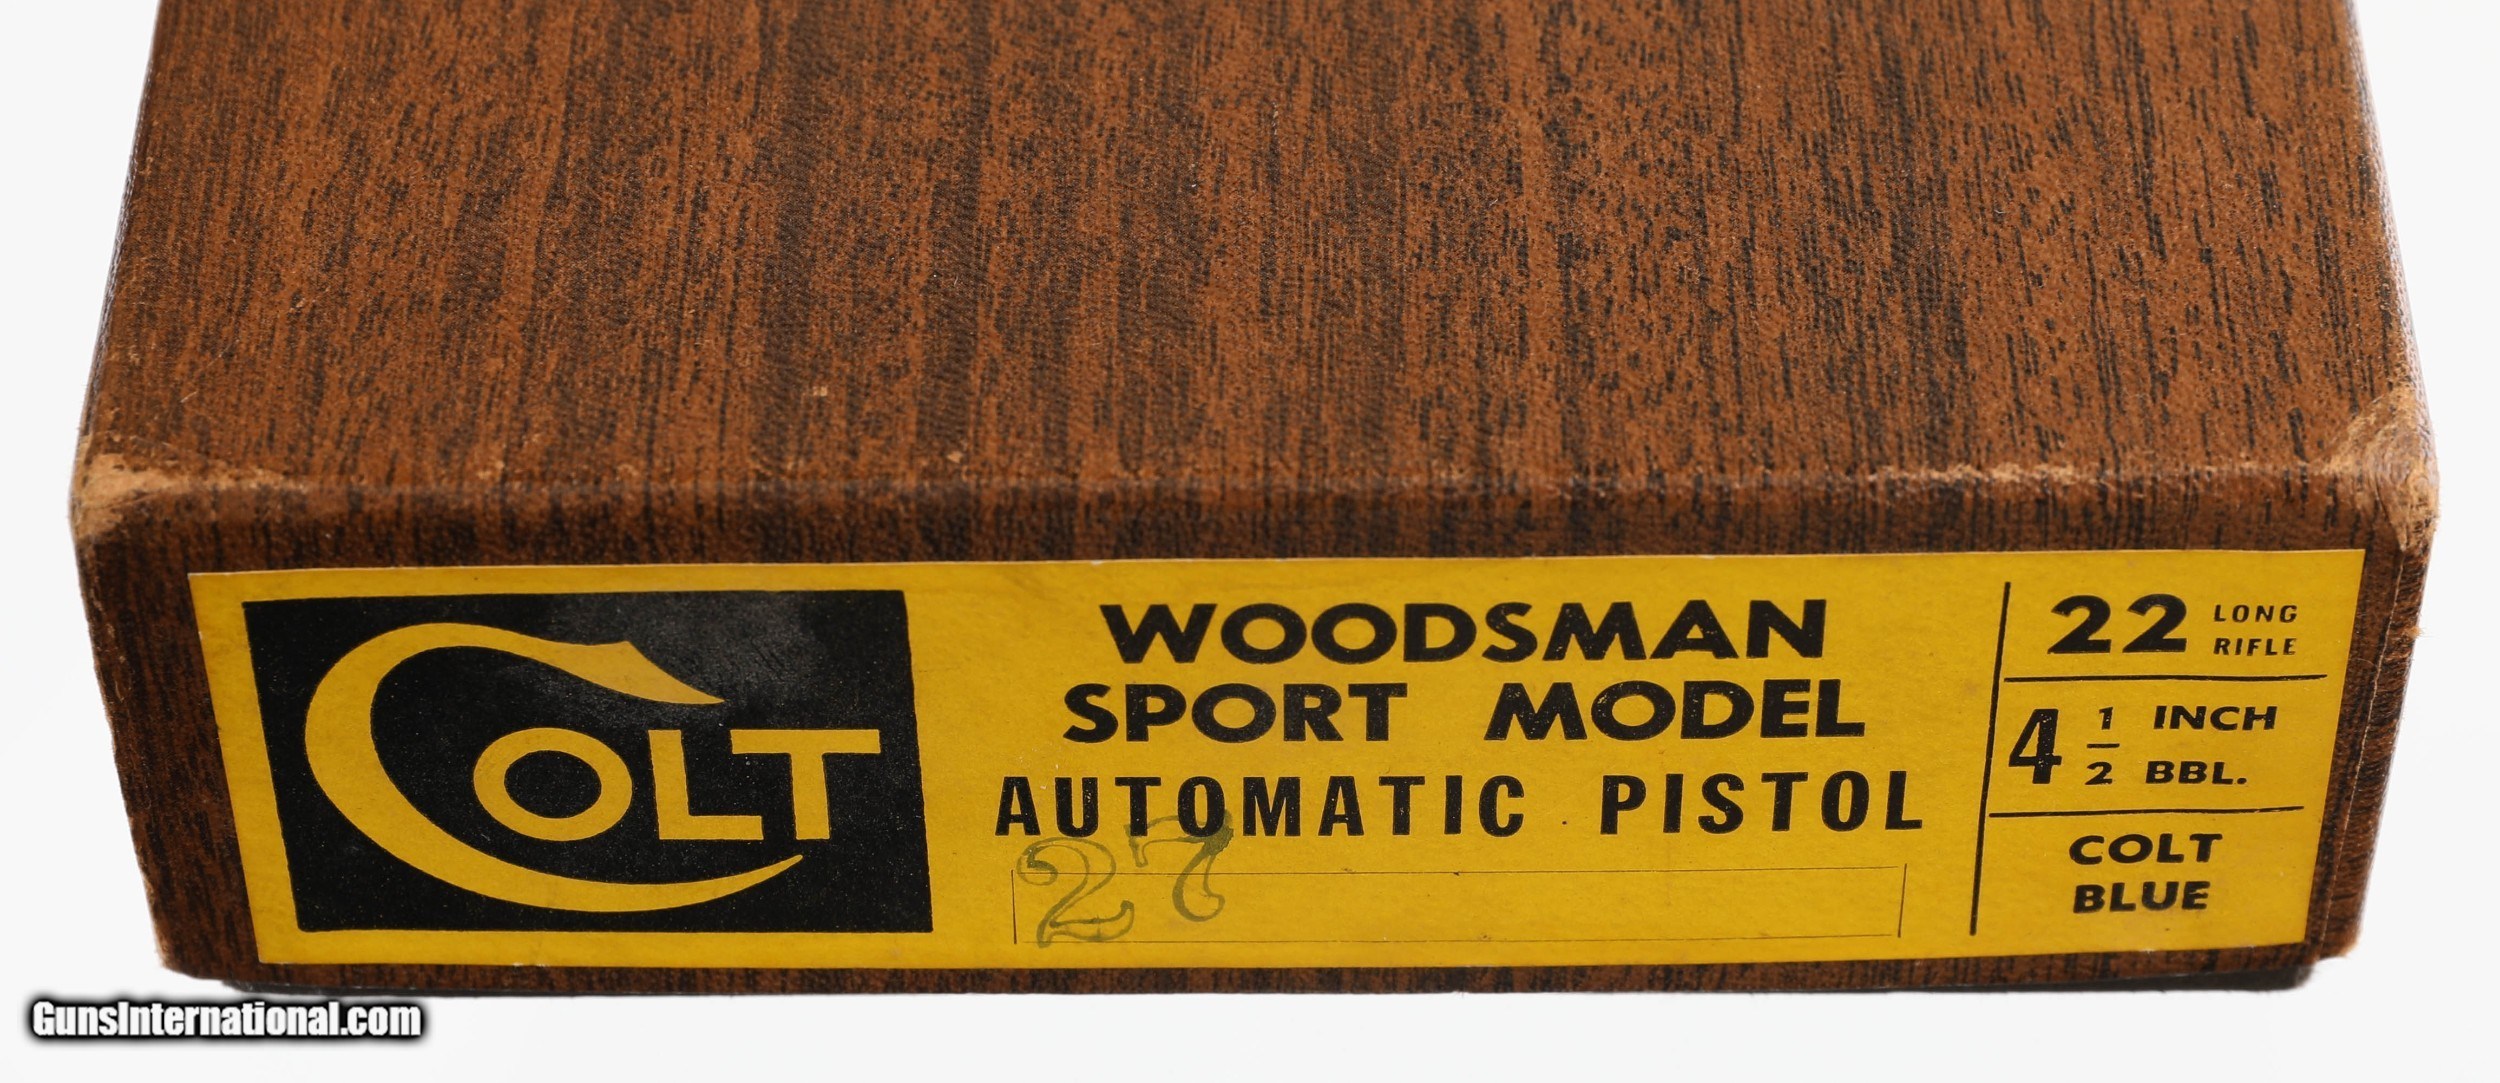 COLT
WOODSMAN
SPORT MODEL
AUTOMATIC PISTOL
27
22 LONG RIFLE
4 1/2 INCH BBL.
COLT
BLUE
GunsInternational.com